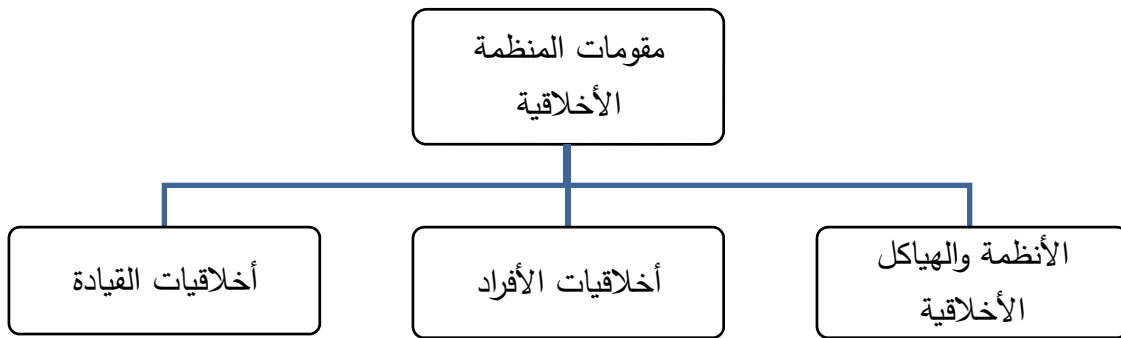 مقومات المنظمة
الأخلاقية
الأنظمة والهياكل
الأخلاقية
أخلاقيات الأفراد
أخلاقيات القيادة